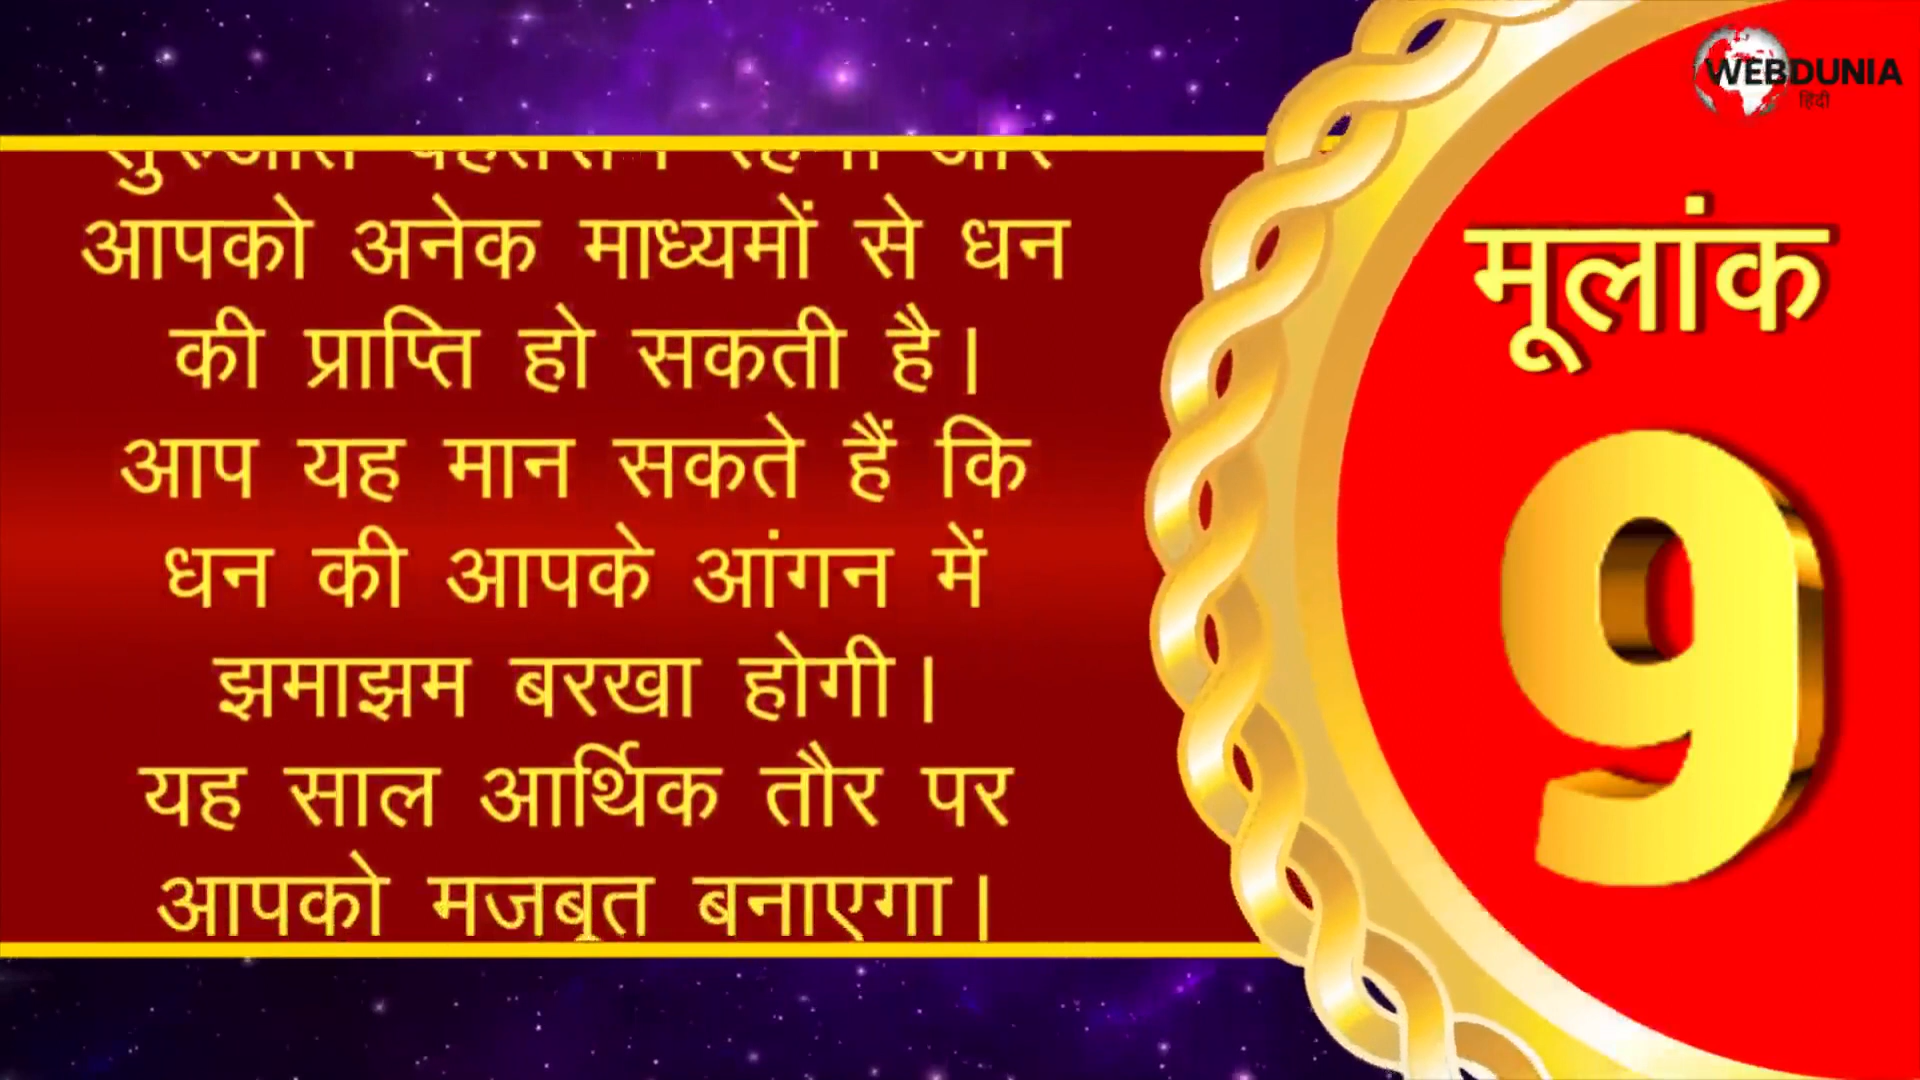 आपको अनेक माध्यमों से धन
की प्राप्ति हो सकती है।
आप यह मान सकते हैं कि
धन की आपके आंगन में
झमाझम बरखा होगी।
यह साल आर्थिक तौर पर
आपको मजबूत बनाएगा।
WEBDUNIA
हिंदी
मूलांक
9